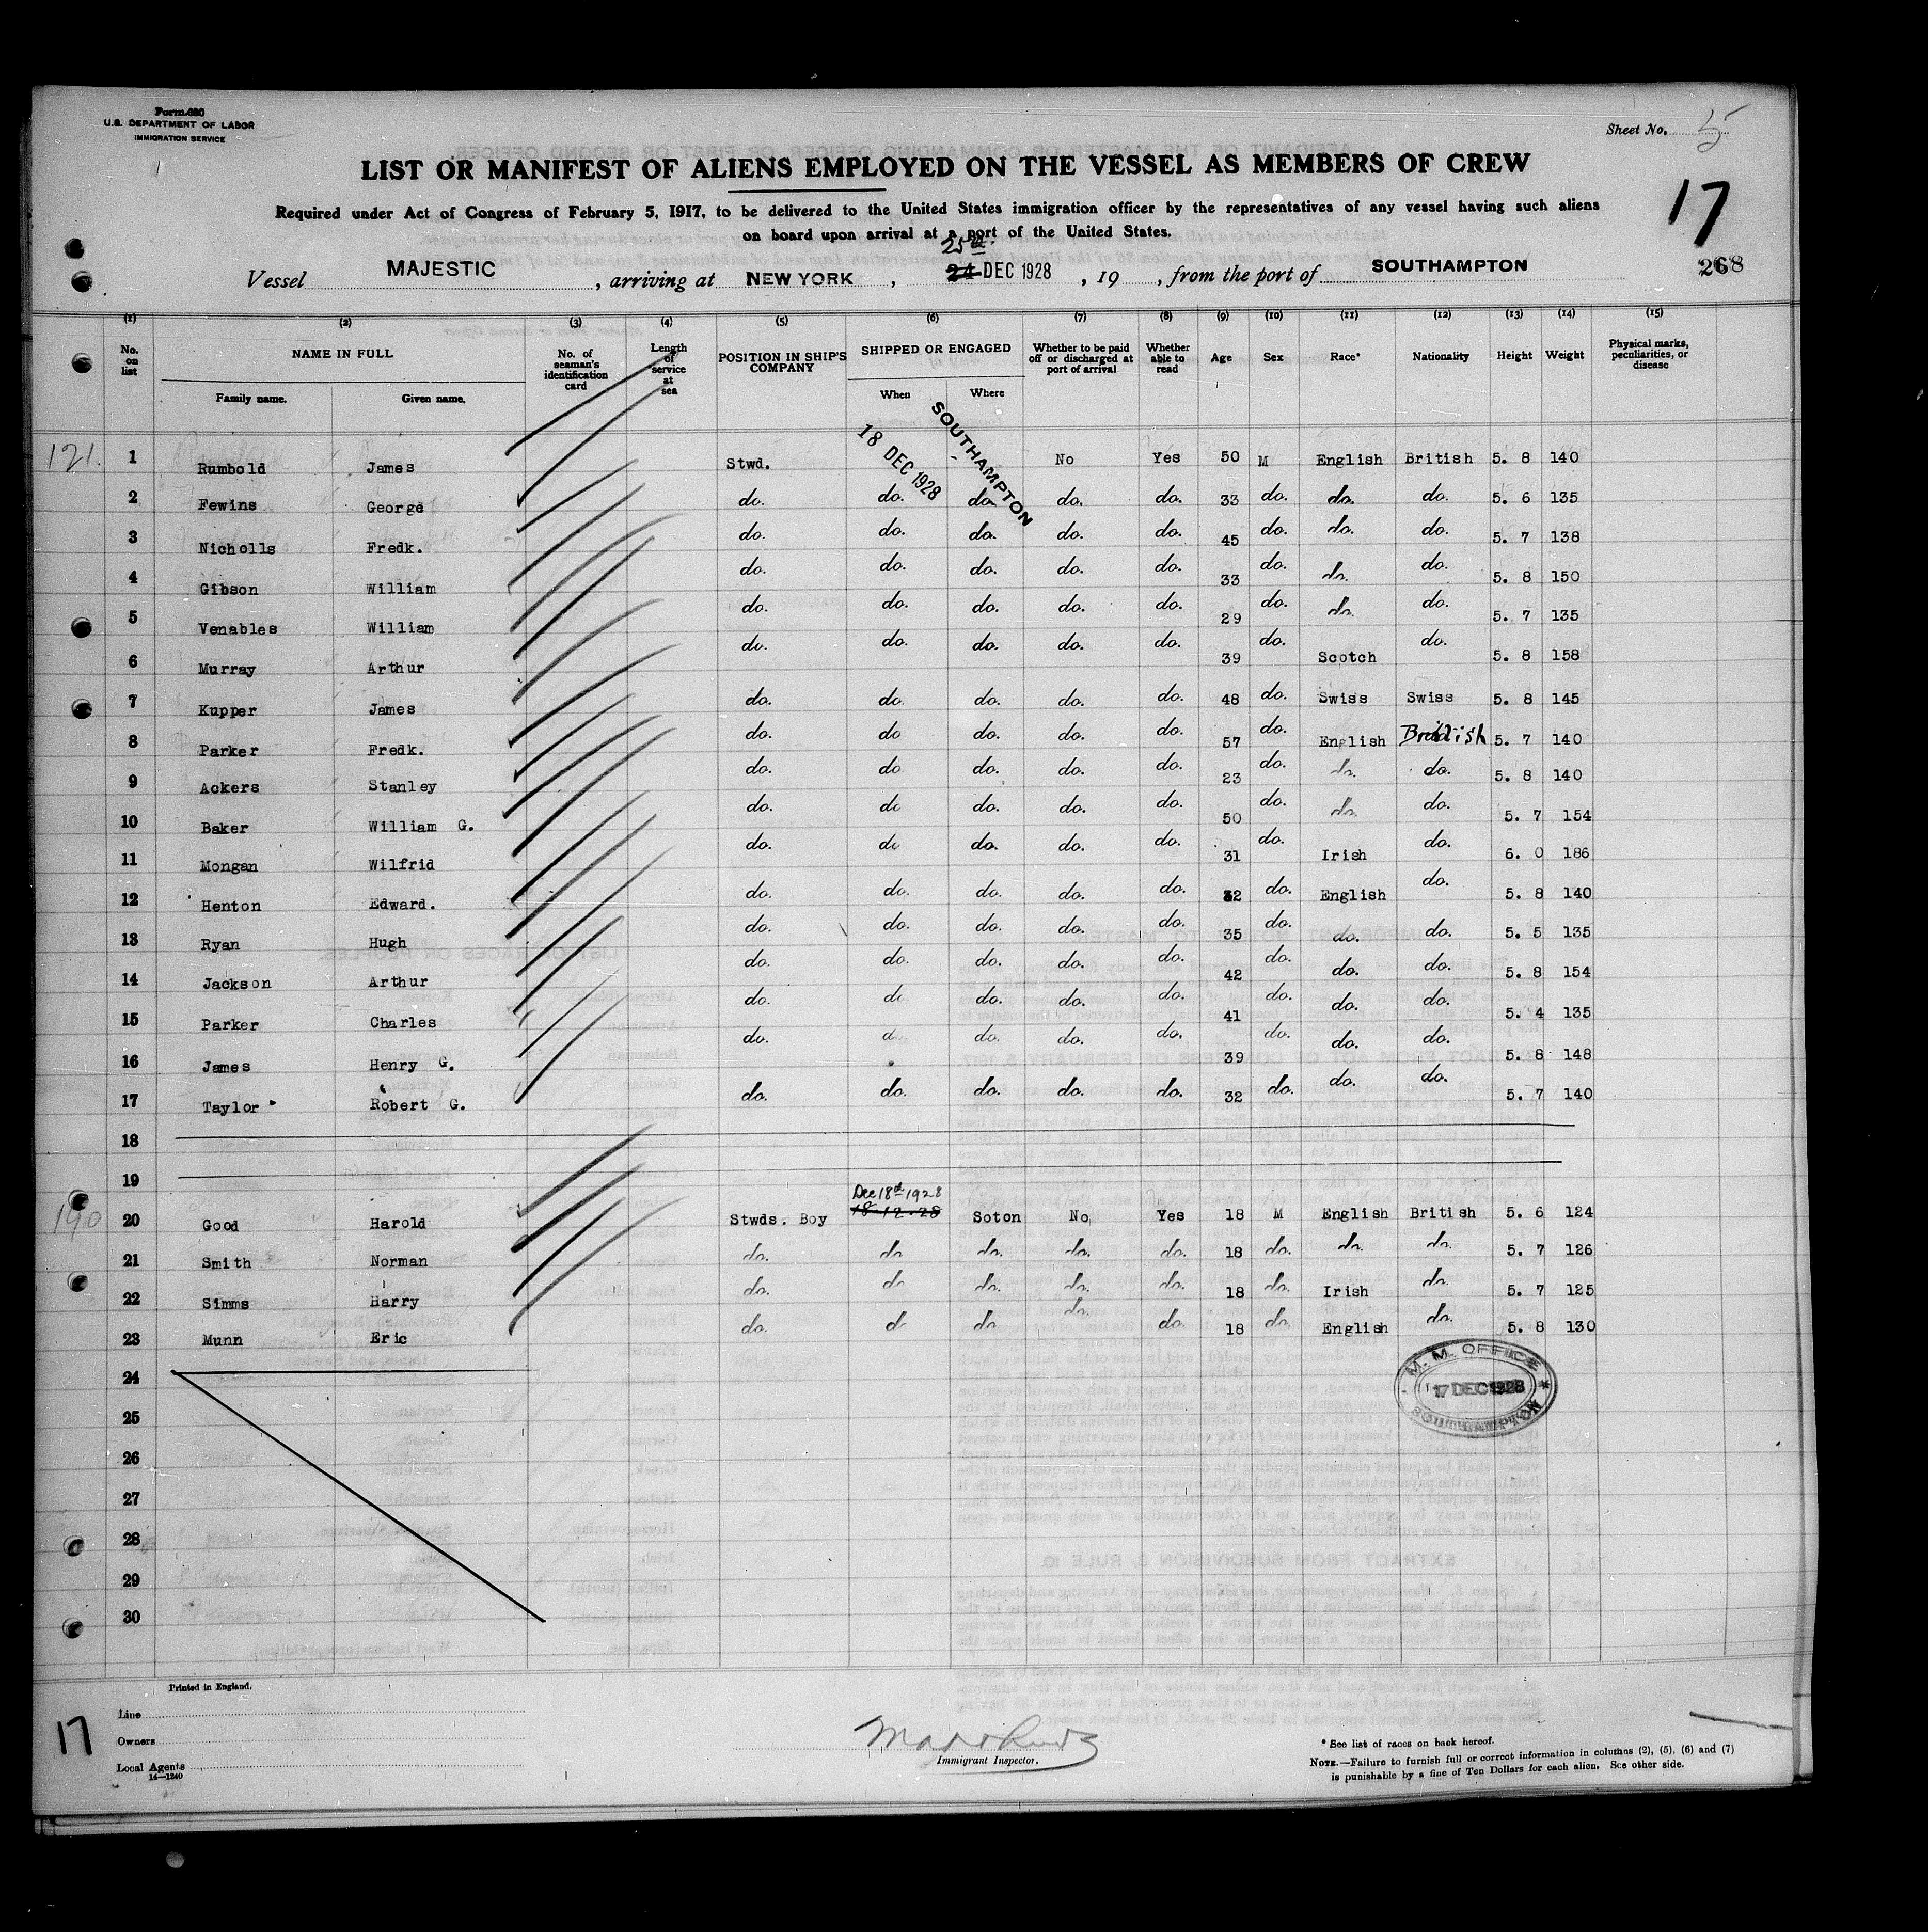 Form 680
U.S. DEPARTMENT OF LABOR
IMMIGRATION SERVICE
Sheet No. 5
LIST OR MANIFEST OF ALIENS EMPLOYED ON THE VESSEL AS MEMBERS OF CREW
17
Required under Act of Congress of February 5, 1917, to be delivered to the United States immigration officer by the representatives of any vessel having such aliens
on board upon arrival at a port of the United States.
25th
Vessel MAJESTIC, arriving at NEW YORK, 24 DEC 1928, 19, from the port of SOUTHAMPTON
268
(1) (2) (3) (4) (5) (6) (7) (8) (9) (10) (11) (12) (13) (14) (15)
No. on list NAME IN FULL Family name. Given name. No. of seaman's identification card Length of service at sea POSITION IN SHIP'S COMPANY SHIPPED OR ENGAGED When Where Whether to be paid off or discharged at port of arrival Whether able to read Age Sex Race* Nationality Height Weight Physical marks, peculiarities, or disease
121. 1 Rumbold James Stwd. 18 DEC 1928 SOUTHAMPTON No Yes 50 M English British 5. 8 140
2 Fewins George do. do. do. do. do. 33 do. do. do. 5. 6 135
3 Nicholls Fredk. do. do. do. do. do. 45 do. do. do. 5. 7 138
4 Gibson William do. do. do. do. do. 33 do. do. do. 5. 8 150
5 Venables William do. do. do. do. do. 29 do. do. do. 5. 7 135
6 Murray Arthur do. do. do. do. do. 39 do. Scotch do. 5. 8 158
7 Kupper James do. do. do. do. do. 48 do. Swiss Swiss 5. 8 145
8 Parker Fredk. do. do do. do. do. 57 do. English British 5. 7 140
9 Ackers Stanley do. do do. do. do. 23 do. do. do. 5. 8 140
10 Baker William G. do. do do. do. do. 50 do. do. do. 5. 7 154
11 Mongan Wilfrid do. do do. do. do. 31 do. Irish do. 6. 0 186
12 Henton Edward. do. do. do. do. do. 32 do. English do. 5. 8 140
13 Ryan Hugh do. do. do. do. do. 35 do. do. do. 5. 5 135
14 Jackson Arthur do. do. do. do. do. 42 do. do. do. 5. 8 154
15 Parker Charles do. do do. do. do. 41 do. do. do. 5. 4 135
16 James Henry G. do. d. do. do. do. 39 do. do. do. 5. 8 148
17 Taylor Robert G. do. do. do. do. do. 32 do. do. do. 5. 7 140
18
19
Dec 18th 1928
190 20 Good Harold Stwds. Boy 18-12-28 Soton No Yes 18 M English British 5. 6 124
21 Smith Norman do. do do. do. do. 18 do. do. do. 5. 7 126
22 Simms Harry do. do do. do. do. 18 do. Irish do. 5. 7 125
23 Munn Eric do. do do. do. do. 18 do. English do. 5. 8 130
24
M. M. OFFICE
17 DEC 1928
SOUTHAMPTON
25
26
27
28
29
30
Printed in England.
17
Line
Owners
Local Agents
14—1240
Immigrant Inspector.
* See list of races on back hereof.
NOTE.—Failure to furnish full or correct information in columns (2), (5), (6) and (7)
is punishable by a fine of Ten Dollars for each alien. See other side.